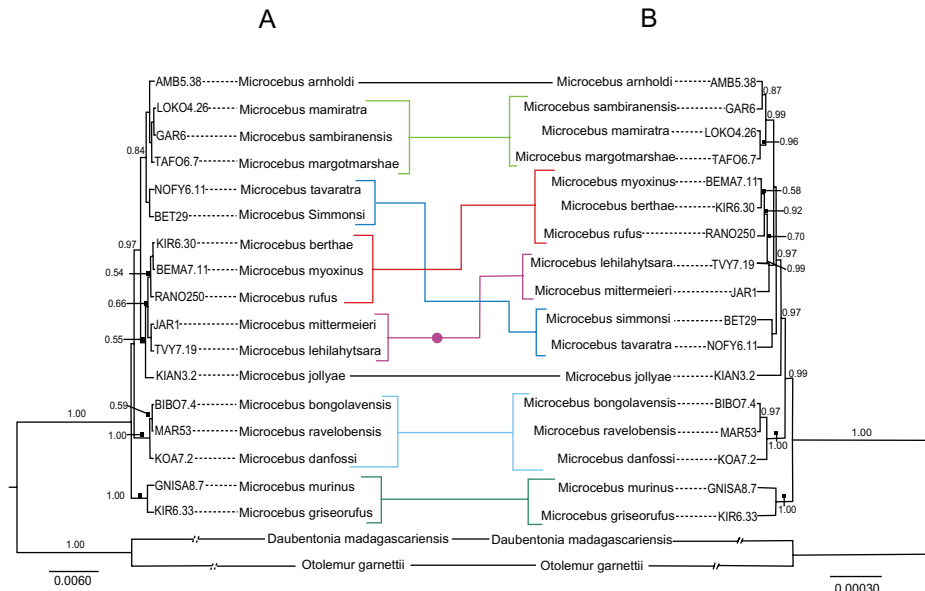 A B
AMB5.38 Microcebus arnholdi Microcebus arnholdi AMB5.38
0.87
LOKO4.26 Microcebus mamiratra Microcebus sambiranensis GAR6
0.99
GAR6 Microcebus sambiranensis Microcebus mamiratra LOKO4.26
0.84 0.96
TAFO6.7 Microcebus margotmarshae Microcebus margotmarshae TAFO6.7
NOFY6.11 Microcebus tavaratra Microcebus myoxinus BEMA7.11
0.58
BET29 Microcebus Simmonsi Microcebus berthae KIR6.30
0.92
0.97 KIR6.30 Microcebus berthae Microcebus rufus RANO250
0.70
0.54 BEMA7.11 Microcebus myoxinus Microcebus lehilahytsara TVY7.19
0.97
0.99
0.66 RANO250 Microcebus rufus Microcebus mittermeieri JAR1
0.55 JAR1 Microcebus mittermeieri Microcebus simmonsi BET29
0.97
TVY7.19 Microcebus lehilahytsara Microcebus tavaratra NOFY6.11
KIAN3.2 Microcebus jollyae Microcebus jollyae KIAN3.2
0.99
0.59 BIBO7.4 Microcebus bongolavensis Microcebus bongolavensis BIBO7.4
1.00 0.97
1.00 MAR53 Microcebus ravelobensis Microcebus ravelobensis MAR53
1.00 1.00
KOA7.2 Microcebus danfossi Microcebus danfossi KOA7.2
GNISA8.7 Microcebus murinus Microcebus murinus GNISA8.7
1.00 1.00
KIR6.33 Microcebus griseorufus Microcebus griseorufus KIR6.33
1.00 Daubentonia madagascariensis Daubentonia madagascariensis
Otolemur garnettii Otolemur garnettii
0.0060 0.00030